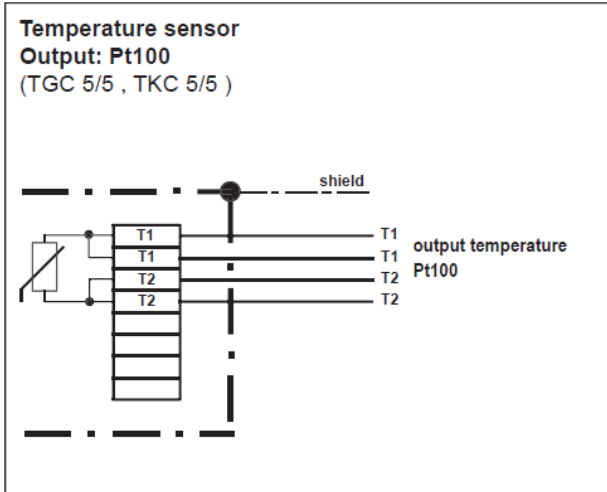 Temperature sensor
Output: Pt100
(TGC 5/5 , TKC 5/5 )
shield
T1 T1
T1 T1
T2 T2
T2 T2
output temperature
Pt100